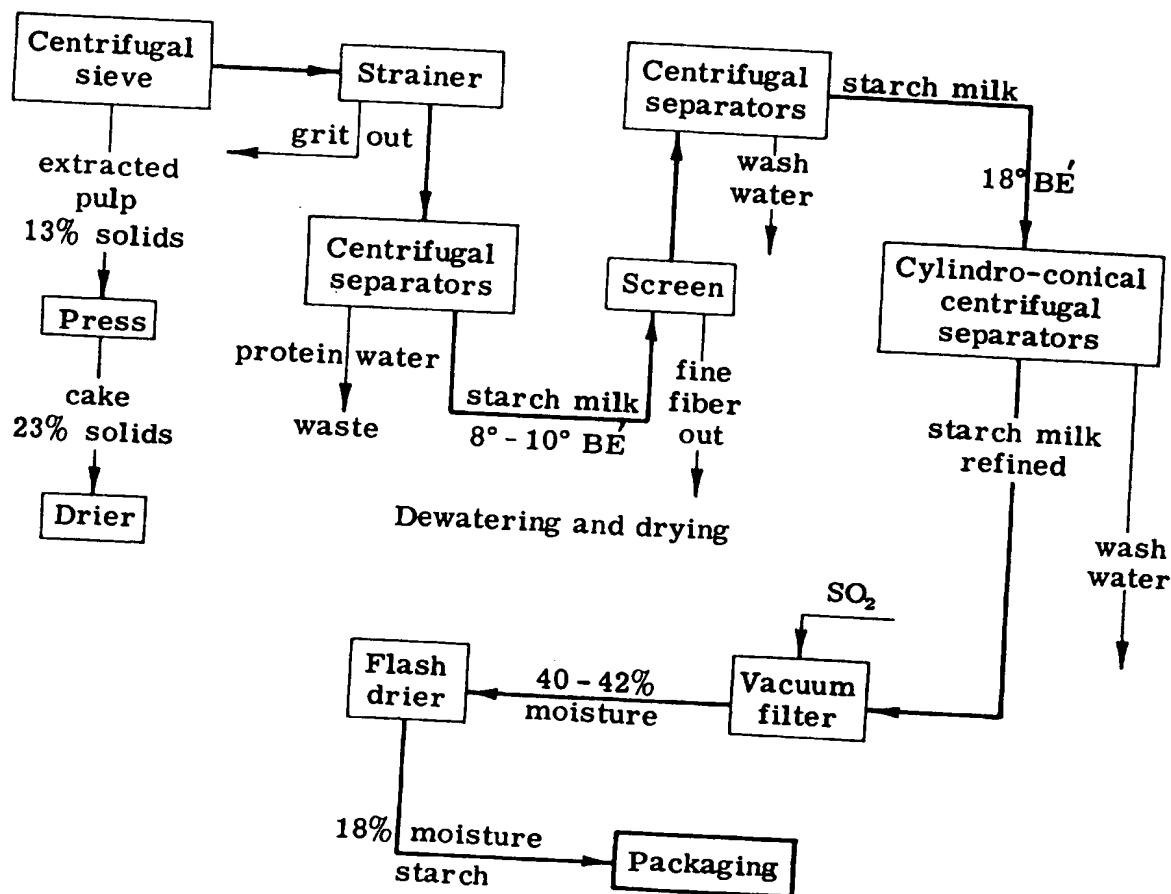 Centrifugal
sieve
Strainer
grit out
extracted
pulp
13% solids
Press
cake
23% solids
Drier
Centrifugal
separators
protein water
waste
starch milk
8° - 10° BÉ
Screen
fine
fiber
out
Centrifugal
separators
wash
water
starch milk
18° BÉ
Cylindro-conical
centrifugal
separators
starch milk
refined
wash
water
Dewatering and drying
SO₂
Vacuum
filter
40 - 42%
moisture
Flash
drier
18% moisture
starch
Packaging